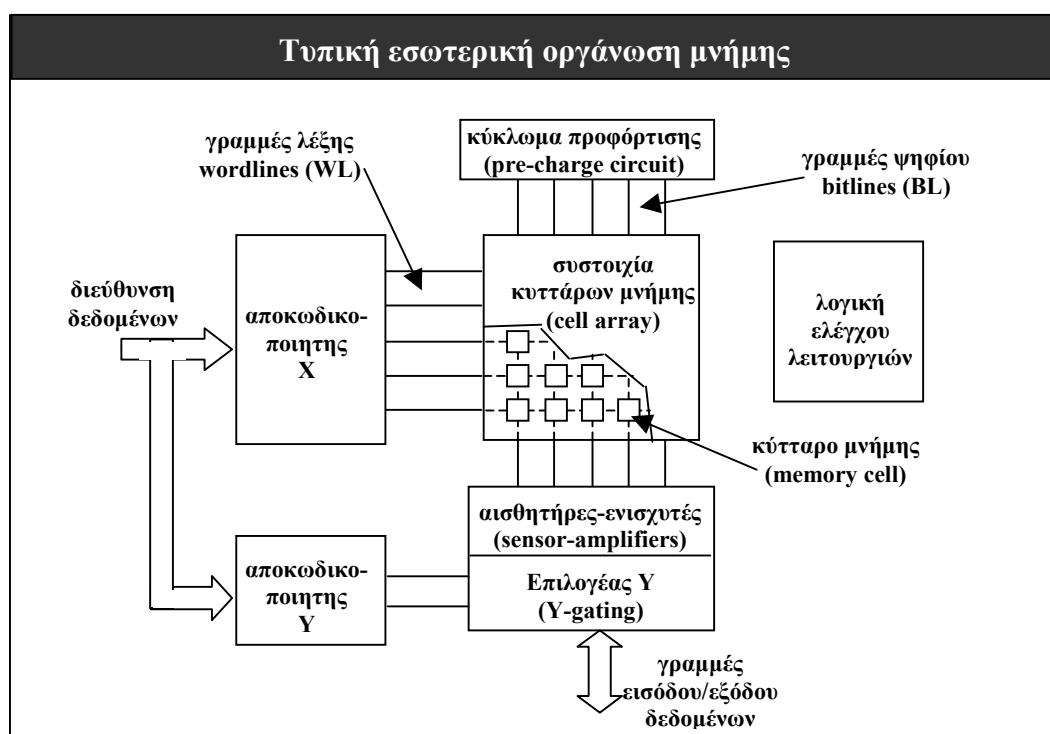 Τυπική εσωτερική οργάνωση μνήμης
γραμμές λέξης
wordlines (WL)
κύκλωμα προφόρτισης
(pre-charge circuit)
γραμμές ψηφίου
bitlines (BL)
διεύθυνση
δεδομένων
αποκωδικο-
ποιητης
X
συστοιχία
κυττάρων μνήμης
(cell array)
λογική
ελέγχου
λειτουργιών
κύτταρο μνήμης
(memory cell)
αισθητήρες-ενισχυτές
(sensor-amplifiers)
αποκωδικο-
ποιητης
Y
Επιλογέας Y
(Y-gating)
γραμμές
εισόδου/εξόδου
δεδομένων